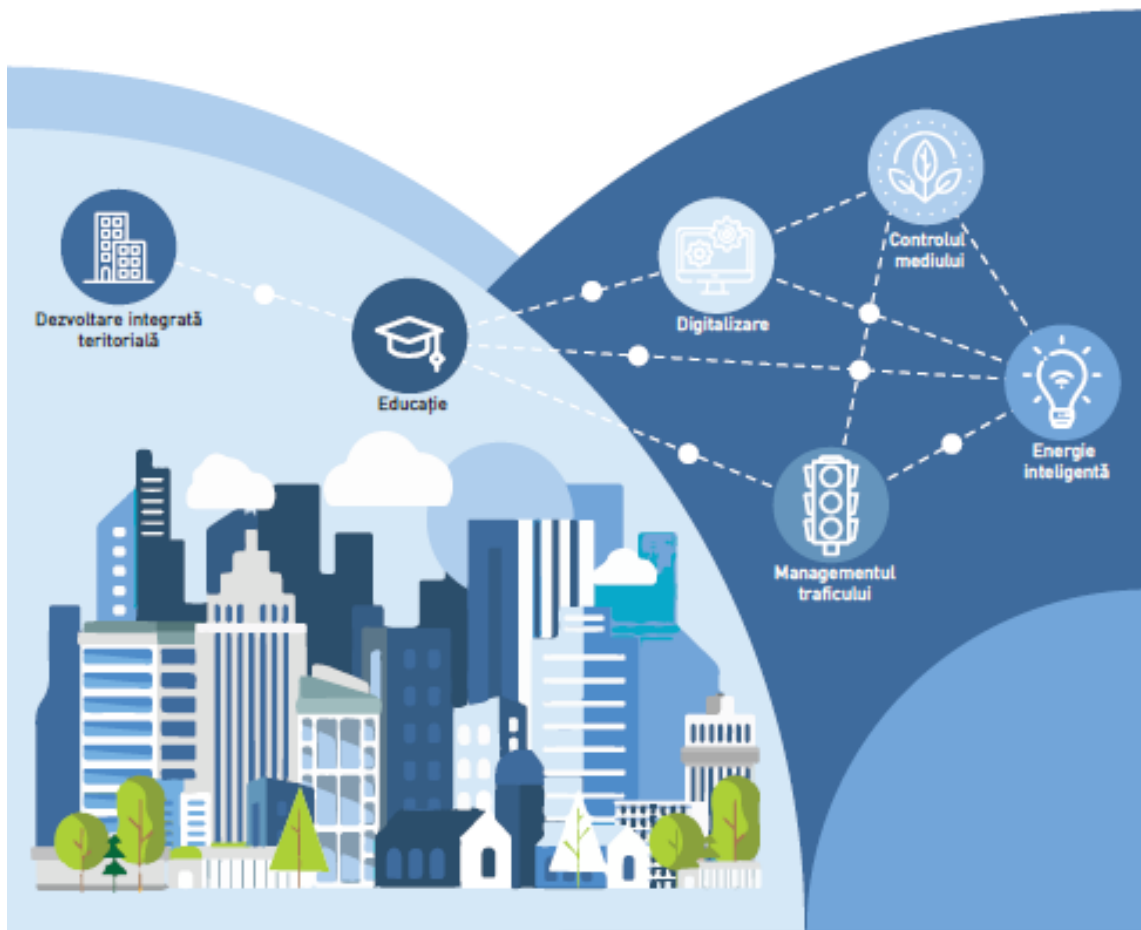 Controlul
mediului
Dezvoltare integrată
teritorială
Digitalizare
Educație
Energie
inteligentă
Managementul
traficului